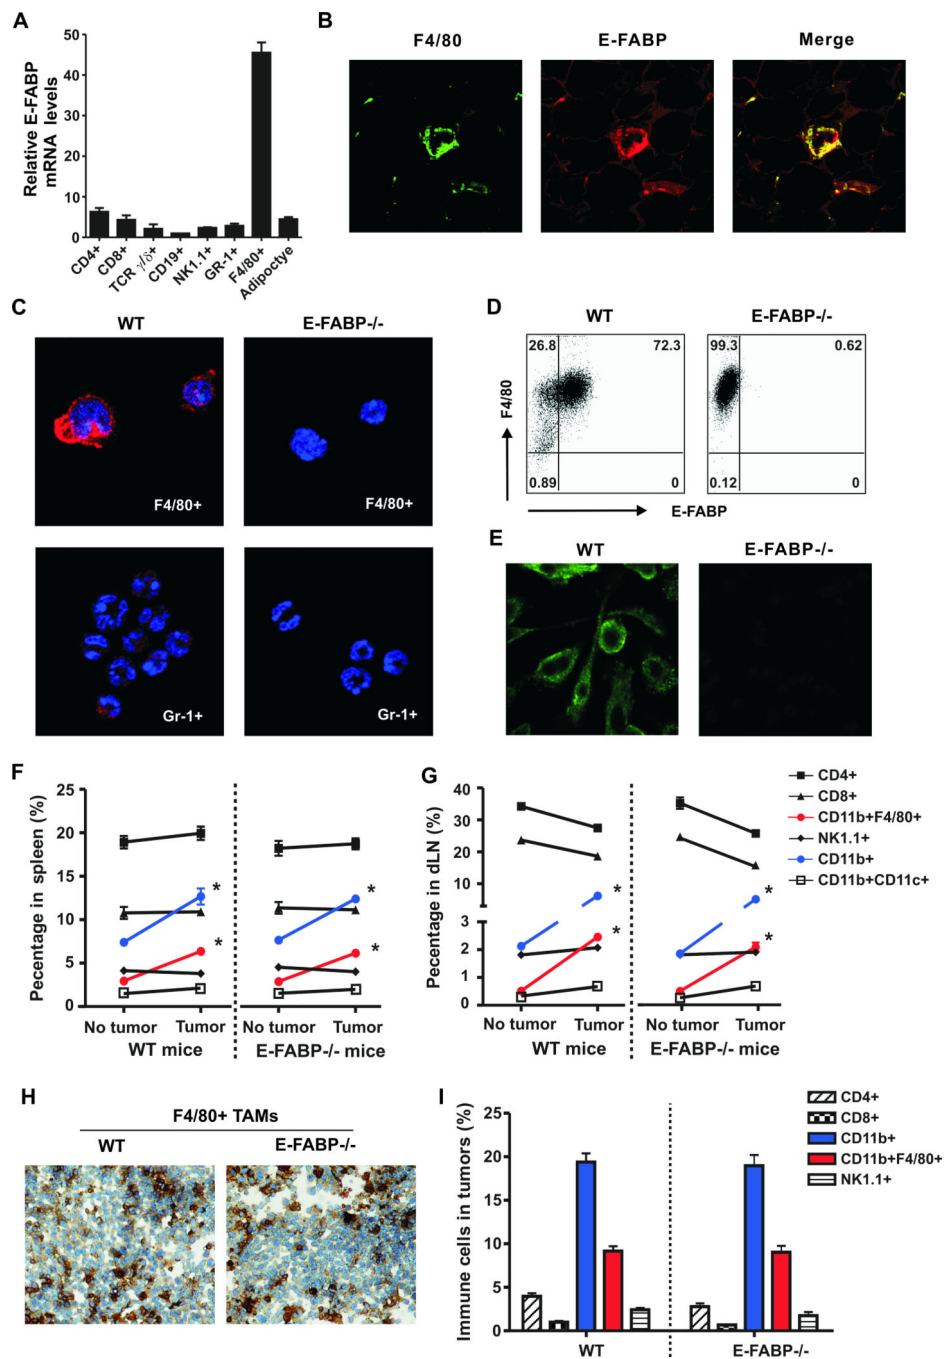 A
Relative E-FABP
mRNA levels
50
40
30
20
10
0
CD4+
CD8+
TCR γ/δ+
CD19+
NK1.1+
GR-1+
F4/80+
Adipoctye
B
F4/80
E-FABP
Merge
C
WT
E-FABP-/-
F4/80+
F4/80+
Gr-1+
Gr-1+
D
WT
E-FABP-/-
26.8
72.3
99.3
0.62
0.89
0
0.12
0
F4/80
E-FABP
E
WT
E-FABP-/-
F
Pecentage in spleen (%)
25
20
15
10
5
0
*
*
*
*
No tumor
Tumor
No tumor
Tumor
WT mice
E-FABP-/- mice
G
Pecentage in dLN (%)
40
30
20
10
2
1
0
*
*
*
*
No tumor
Tumor
No tumor
Tumor
WT mice
E-FABP-/- mice
CD4+
CD8+
CD11b+F4/80+
NK1.1+
CD11b+
CD11b+CD11c+
H
F4/80+ TAMs
WT
E-FABP-/-
I
Immune cells in tumors (%)
25
20
15
10
5
0
WT
E-FABP-/-
CD4+
CD8+
CD11b+
CD11b+F4/80+
NK1.1+